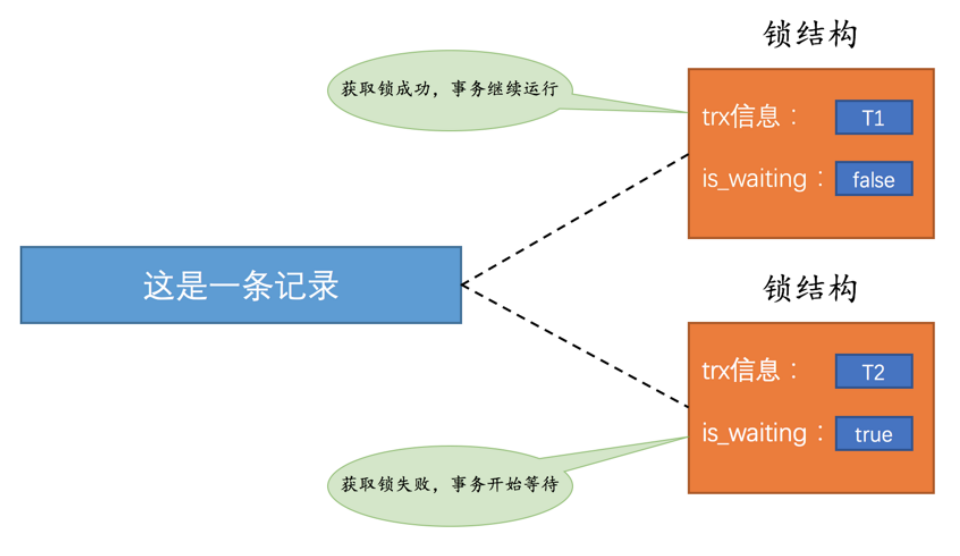 锁结构
获取锁成功，事务继续运行
trx信息：
T1
is_waiting：
false
这是一条记录
锁结构
trx信息：
T2
is_waiting：
true
获取锁失败，事务开始等待